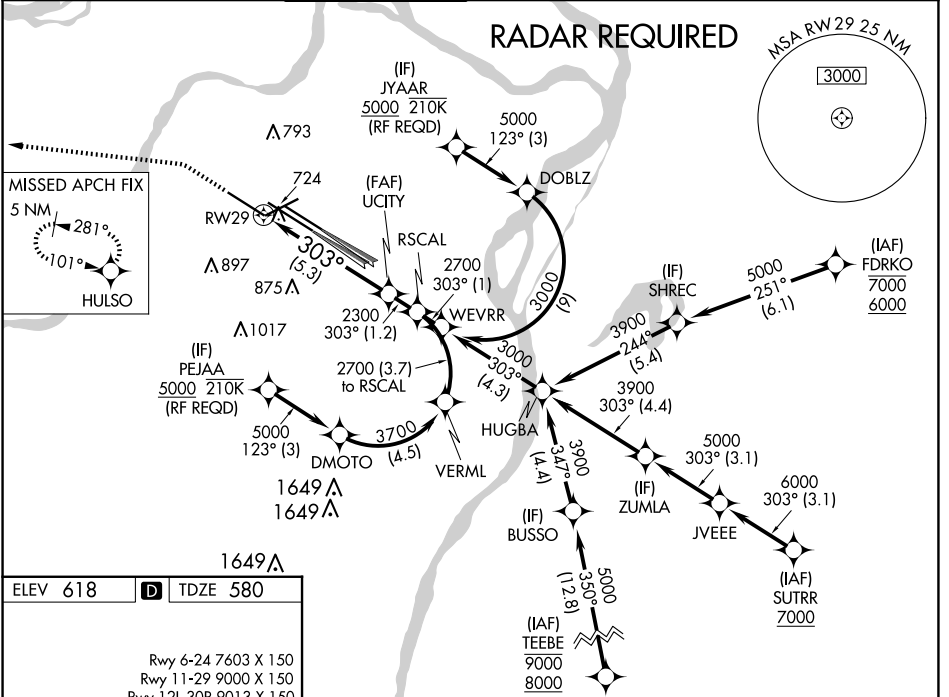 RADAR REQUIRED
MSA RW 29 25 NM
3000
(IF)
JYAAR
5000 210K
(RF REQD)
5000
123° (3)
DOBLZ
793
724
RW29
(FAF)
UCITY
RSCAL
2700
303° (1)
WEVRR
303°
(5.3)
MISSED APCH FIX
5 NM
281°
101°
HULSO
897
875
1017
2300
303° (1.2)
3000
(9)
(IF)
SHREC
5000
251°
(6.1)
(IAF)
FDRKO
7000
6000
3900
244°
(5.4)
3000
303°
(4.3)
2700 (3.7)
to RSCAL
(IF)
PEJAA
5000 210K
(RF REQD)
5000
123° (3)
DMOTO
3700
(4.5)
VERML
HUGBA
3900
303° (4.4)
3900
347°
(4.4)
5000
303° (3.1)
(IF)
ZUMLA
6000
303° (3.1)
JVEEE
(IF)
BUSSO
(IAF)
SUTRR
7000
5000
350°
(12.8)
(IAF)
TEEBE
9000
8000
1649
1649
1649
ELEV 618 D TDZE 580
Rwy 6-24 7603 X 150
Rwy 11-29 9000 X 150
Rwy 12L-30R 9013 X 150